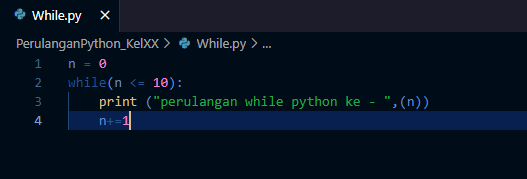 While.py ×
PerulanganPython_KelXX > While.py > ...
1 n = 0
2 while(n <= 10):
3     print ("perulangan while python ke - ",(n))
4     n+=1